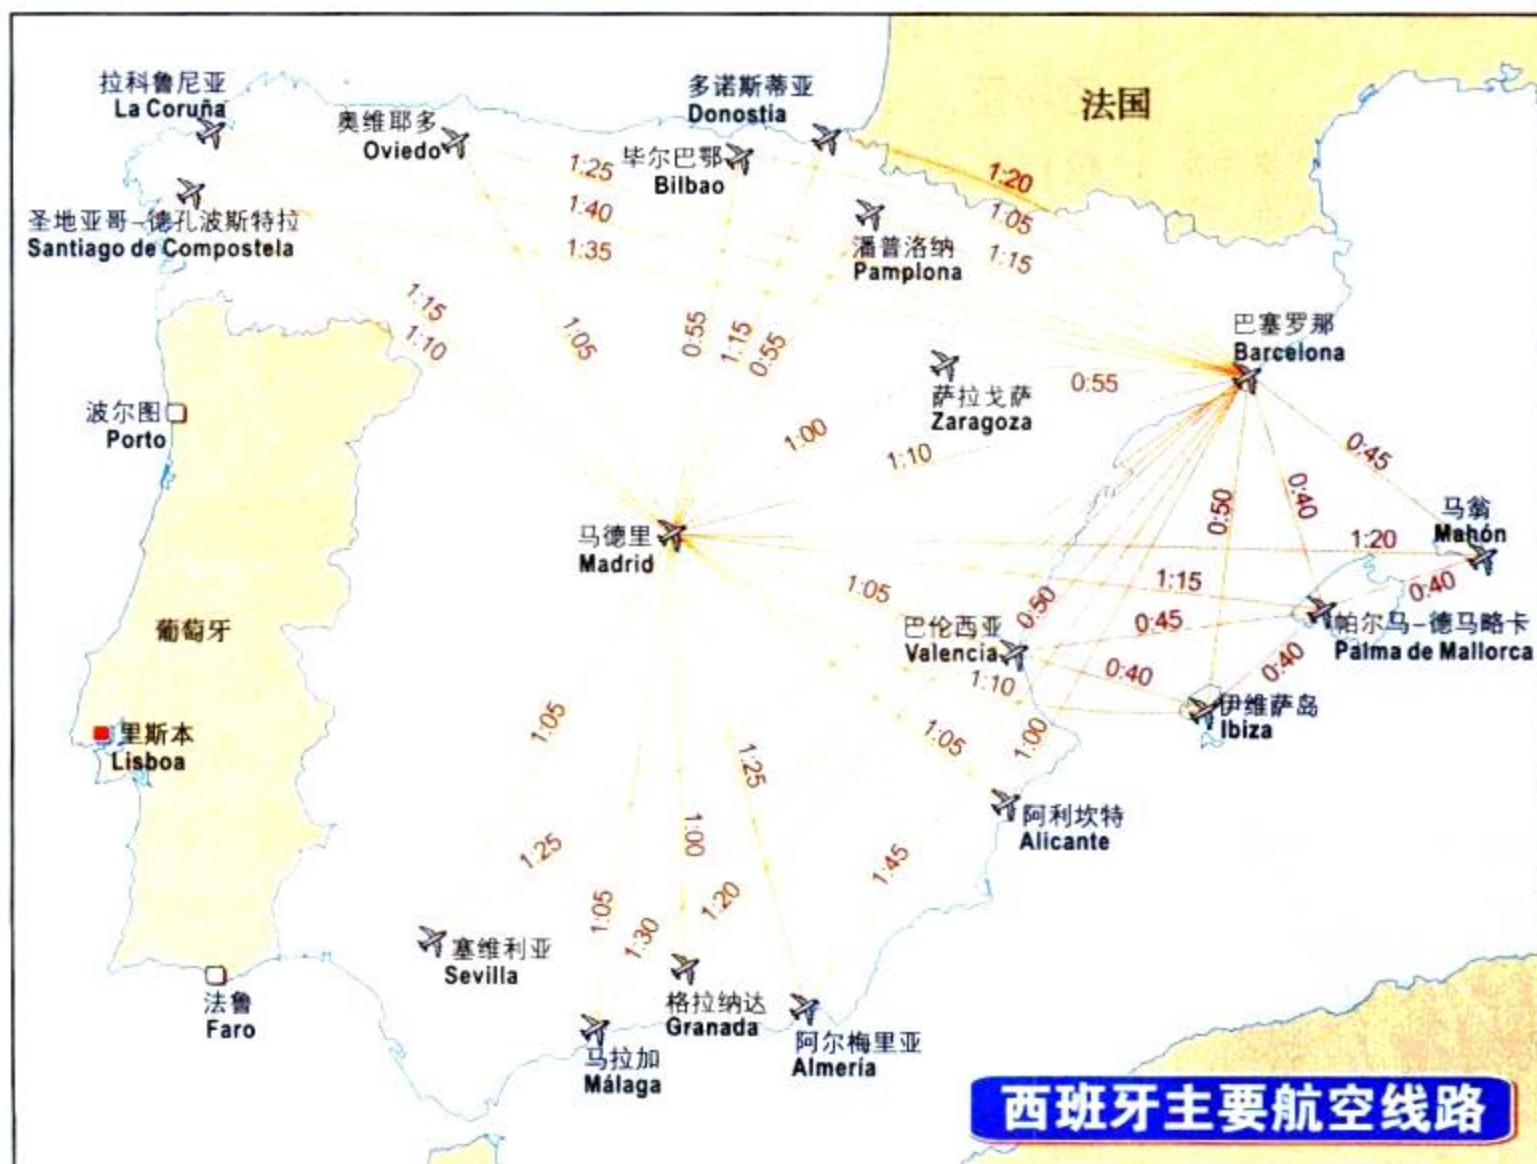 拉科鲁尼亚
La Coruña
奥维耶多
Oviedo
多诺斯蒂亚
Donostia
毕尔巴鄂
Bilbao
法国
圣地亚哥-德孔波斯特拉
Santiago de Compostela
潘普洛纳
Pamplona
1:25
1:40
1:35
1:20
1:05
1:15
1:15
1:10
1:05
0:55
1:15
0:55
巴塞罗那
Barcelona
萨拉戈萨
Zaragoza
0:55
波尔图
Porto
1:00
1:10
0:45
0:50
0:40
马翁
Mahón
马德里
Madrid
1:20
1:15
0:40
1:05
0:50
0:45
葡萄牙
巴伦西亚
Valencia
帕尔马-德马略卡
Palma de Mallorca
0:40
0:40
1:10
伊维萨岛
Ibiza
里斯本
Lisboa
1:05
1:25
1:05
1:00
阿利坎特
Alicante
1:25
1:00
1:45
1:05
1:20
1:30
塞维利亚
Sevilla
法鲁
Faro
格拉纳达
Granada
马拉加
Málaga
阿尔梅里亚
Almería
西班牙主要航空线路